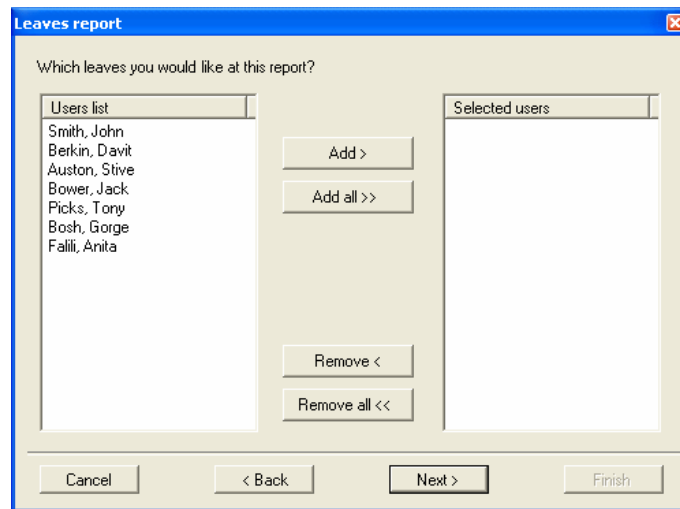 Leaves report
Which leaves you would like at this report?
Users list
Smith, John
Berkin, Davit
Auston, Stive
Bower, Jack
Picks, Tony
Bosh, Gorge
Falili, Anita
Add >
Add all >>
Remove <
Remove all <<
Selected users
Cancel
< Back
Next >
Finish